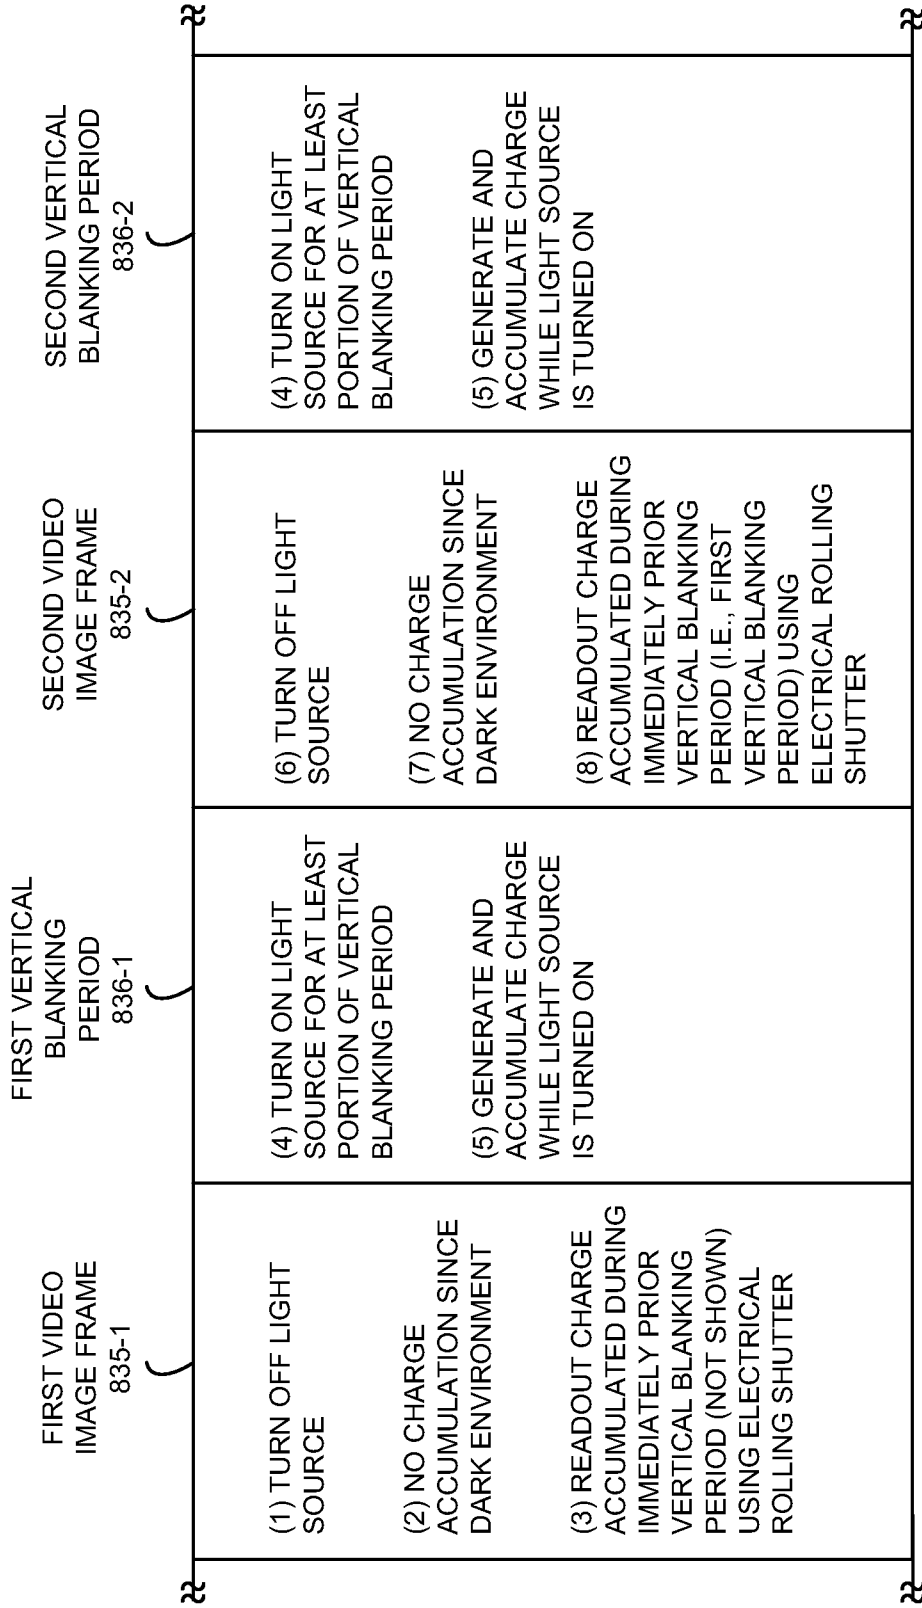 FIRST VIDEO
IMAGE FRAME
835-1
(1) TURN OFF LIGHT
SOURCE
(2) NO CHARGE
ACCUMULATION SINCE
DARK ENVIRONMENT
(3) READOUT CHARGE
ACCUMULATED DURING
IMMEDIATELY PRIOR
VERTICAL BLANKING
PERIOD (NOT SHOWN)
USING ELECTRICAL
ROLLING SHUTTER
FIRST VERTICAL
BLANKING
PERIOD
836-1
(4) TURN ON LIGHT
SOURCE FOR AT LEAST
PORTION OF VERTICAL
BLANKING PERIOD
(5) GENERATE AND
ACCUMULATE CHARGE
WHILE LIGHT SOURCE
IS TURNED ON
SECOND VIDEO
IMAGE FRAME
835-2
(6) TURN OFF LIGHT
SOURCE
(7) NO CHARGE
ACCUMULATION SINCE
DARK ENVIRONMENT
(8) READOUT CHARGE
ACCUMULATED DURING
IMMEDIATELY PRIOR
VERTICAL BLANKING
PERIOD (I.E., FIRST
VERTICAL BLANKING
PERIOD) USING
ELECTRICAL ROLLING
SHUTTER
SECOND VERTICAL
BLANKING PERIOD
836-2
(4) TURN ON LIGHT
SOURCE FOR AT LEAST
PORTION OF VERTICAL
BLANKING PERIOD
(5) GENERATE AND
ACCUMULATE CHARGE
WHILE LIGHT SOURCE
IS TURNED ON